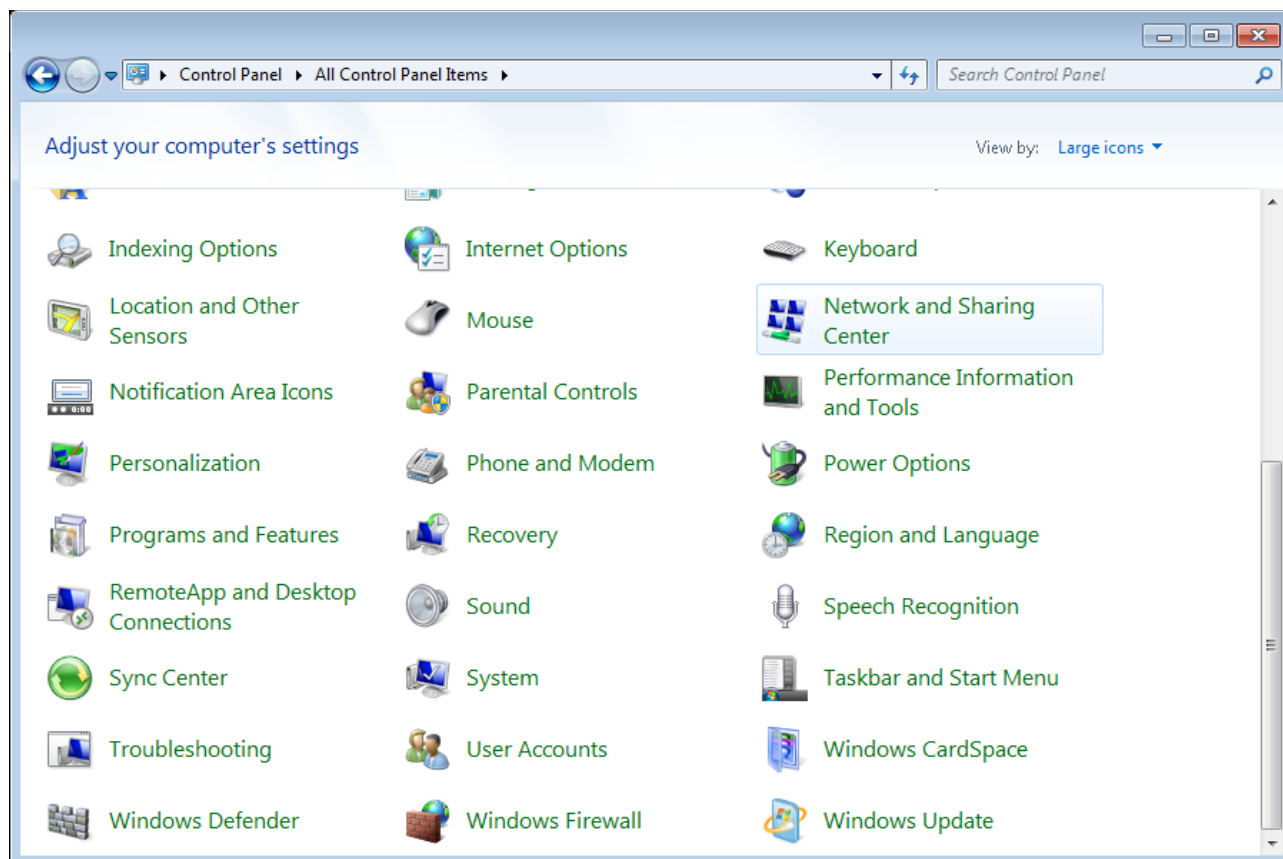 Control Panel All Control Panel Items
Search Control Panel
Adjust your computer's settings
View by: Large icons
Indexing Options
Internet Options
Keyboard
Location and Other
Sensors
Mouse
Network and Sharing
Center
Notification Area Icons
Parental Controls
Performance Information
and Tools
Personalization
Phone and Modem
Power Options
Programs and Features
Recovery
Region and Language
RemoteApp and Desktop
Connections
Sound
Speech Recognition
Sync Center
System
Taskbar and Start Menu
Troubleshooting
User Accounts
Windows CardSpace
Windows Defender
Windows Firewall
Windows Update